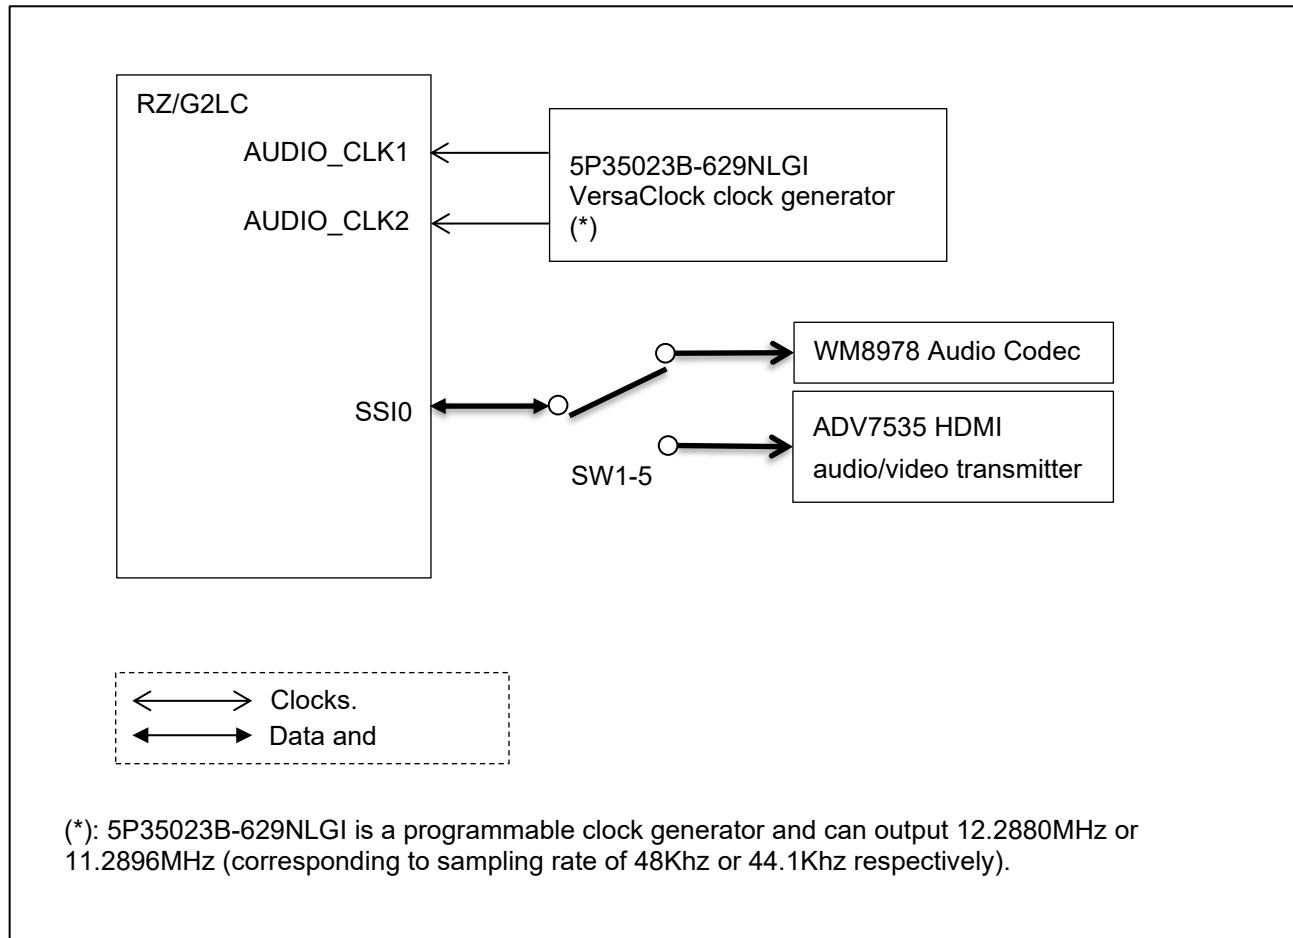 RZ/G2LC
AUDIO_CLK1
AUDIO_CLK2
5P35023B-629NLGI
VersaClock clock generator
(*)
WM8978 Audio Codec
SSI0
ADV7535 HDMI
audio/video transmitter
SW1-5
Clocks.
Data and
(*): 5P35023B-629NLGI is a programmable clock generator and can output 12.2880MHz or
11.2896MHz (corresponding to sampling rate of 48Khz or 44.1Khz respectively).